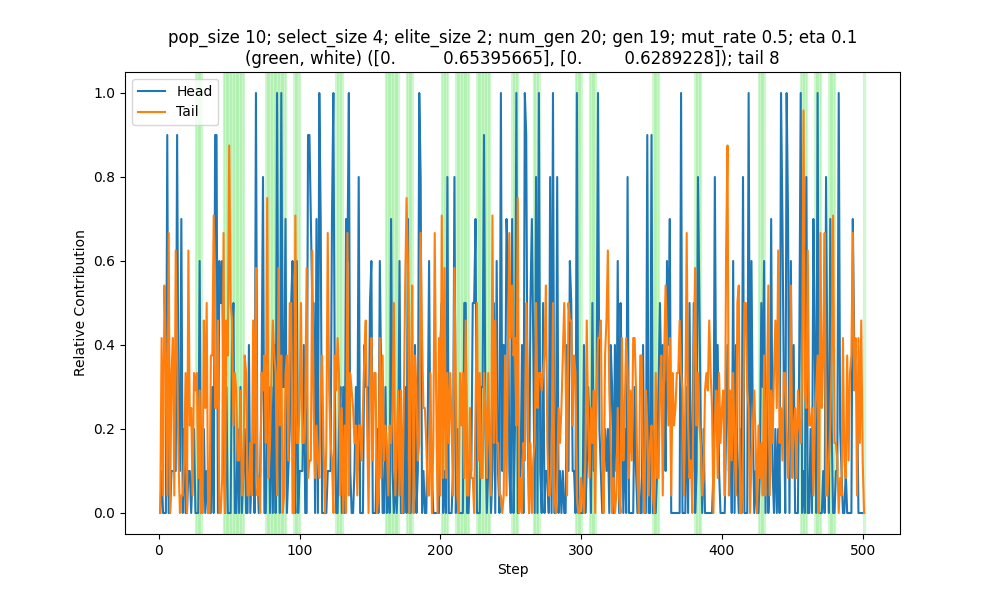 pop_size 10; select_size 4; elite_size 2; num_gen 20; gen 19; mut_rate 0.5; eta 0.1
(green, white) ([0.         0.65395665], [0.         0.6289228]); tail 8
Head
Tail
1.0
0.8
0.6
0.4
0.2
0.0
Relative Contribution
0
100
200
300
400
500
Step